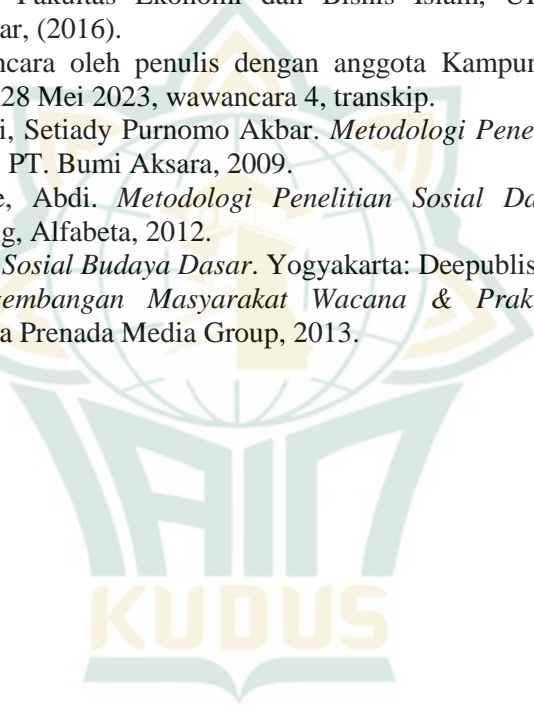 Fakultas Ekonomi dan Bisnis Islam,
ar, (2016).
ncara oleh penulis dengan anggota Kampun
28 Mei 2023, wawancara 4, transkip.
i, Setiady Purnomo Akbar. Metodologi Pene
PT. Bumi Aksara, 2009.
e, Abdi. Metodologi Penelitian Sosial Da
g, Alfabeta, 2012.
Sosial Budaya Dasar. Yogyakarta: Deepublis
embangan Masyarakat Wacana & Prak
a Prenada Media Group, 2013.
IAIN
KUDUS